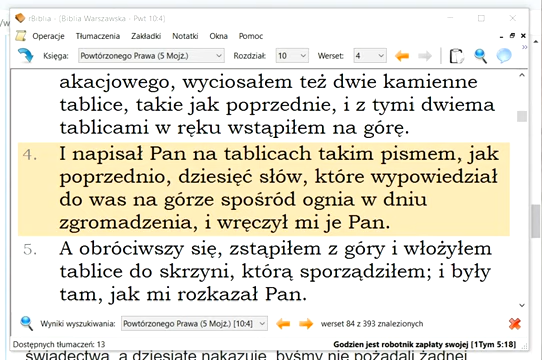 rBiblia - [Biblia Warszawska - Pwt 10:4]
Operacje Tłumaczenia Zakładki Notatki Okna Pomoc
Księga: Powtórzonego Prawa (5 Mojż.) Rozdział: 10 Werset: 4
akacjowego, wyciosałem też dwie kamienne
tablice, takie jak poprzednie, i z tymi dwiema
tablicami w ręku wstąpiłem na górę.
4. I napisał Pan na tablicach takim pismem, jak
poprzednio, dziesięć słów, które wypowiedział
do was na górze spośród ognia w dniu
zgromadzenia, i wręczył mi je Pan.
5. A obróciwszy się, zstąpiłem z góry i włożyłem
tablice do skrzyni, którą sporządziłem; i były
tam, jak mi rozkazał Pan.
Wyniki wyszukiwania: Powtórzonego Prawa (5 Mojż.) [10:4] werset 84 z 393 znalezionych
Dostępnych tłumaczeń: 13 Godzien jest robotnik zapłaty swojej [1Tym 5:18]
świadectwa, a dziesiąte nakazuje, byśmy nie pożądali żadnej